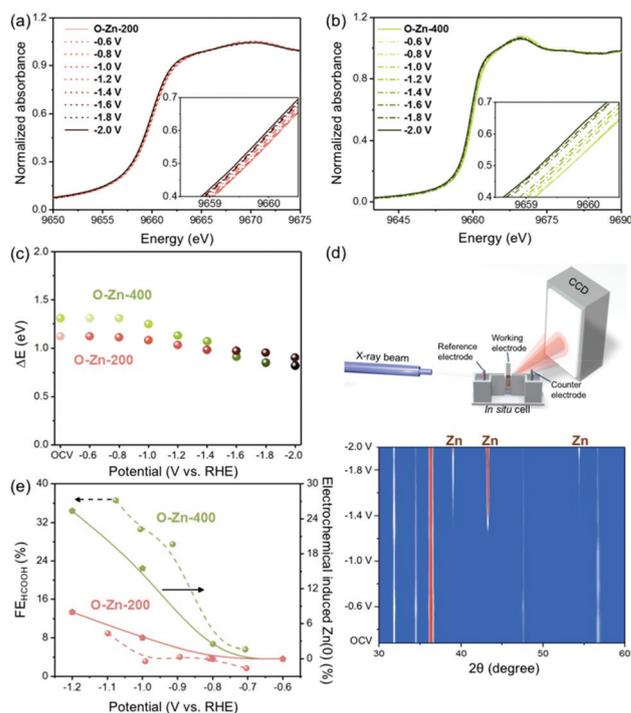 (a)
O-Zn-200
-0.6 V
-0.8 V
-1.0 V
-1.2 V
-1.4 V
-1.6 V
-1.8 V
-2.0 V
Normalized absorbance
1.2
0.9
0.6
0.3
0.0
0.7
0.6
0.5
0.4
9659 9660
9650 9655 9660 9665 9670 9675
Energy (eV)
(b)
O-Zn-400
-0.6 V
-0.8 V
-1.0 V
-1.2 V
-1.4 V
-1.6 V
-1.8 V
-2.0 V
Normalized absorbance
1.2
0.9
0.6
0.3
0.0
0.7
0.6
0.5
0.4
9659 9660
9645 9660 9675 9690
Energy (eV)
(c)
O-Zn-400
O-Zn-200
ΔE (eV)
2.0
1.5
1.0
0.5
0.0
OCV -0.6 -0.8 -1.0 -1.2 -1.4 -1.6 -1.8 -2.0
Potential (V vs. RHE)
(d)
CCD
X-ray beam
Reference
electrode
Working
electrode
Counter
electrode
In situ cell
Zn Zn Zn
-2.0 V
-1.8 V
-1.4 V
-1.0 V
-0.6 V
OCV
30 40 50 60
2θ (degree)
(e)
O-Zn-400
O-Zn-200
FE HCOOH (%)
40
32
24
16
8
0
Electrochemical induced Zn(0) (%)
30
24
18
12
6
0
-1.2 -1.1 -1.0 -0.9 -0.8 -0.7 -0.6
Potential (V vs. RHE)